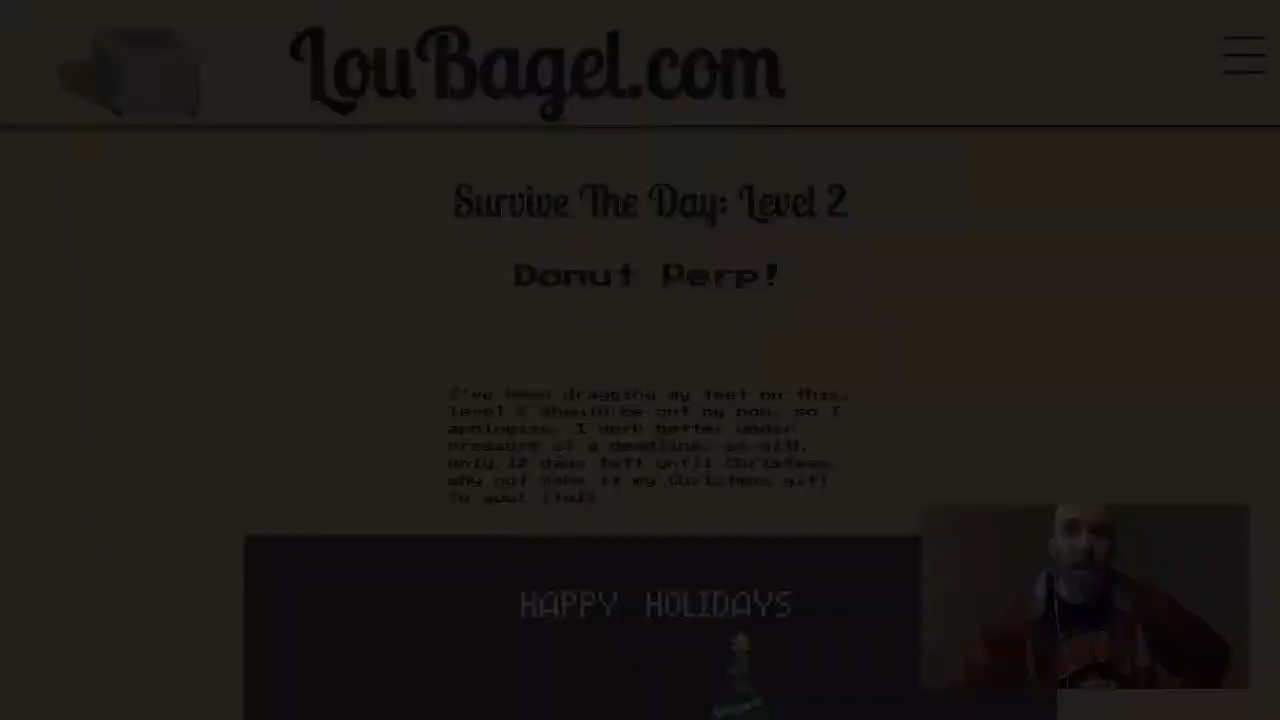 LouBagel.com
Survive The Day: Level 2
Donut Perp!
I've been dragging my feet on this.
Level 2 should be out by now, so I
apologize. I work better under
pressure of a deadline, so with
only 12 days left until Christmas,
why not make it my Christmas gift
to you?
HAPPY HOLIDAYS